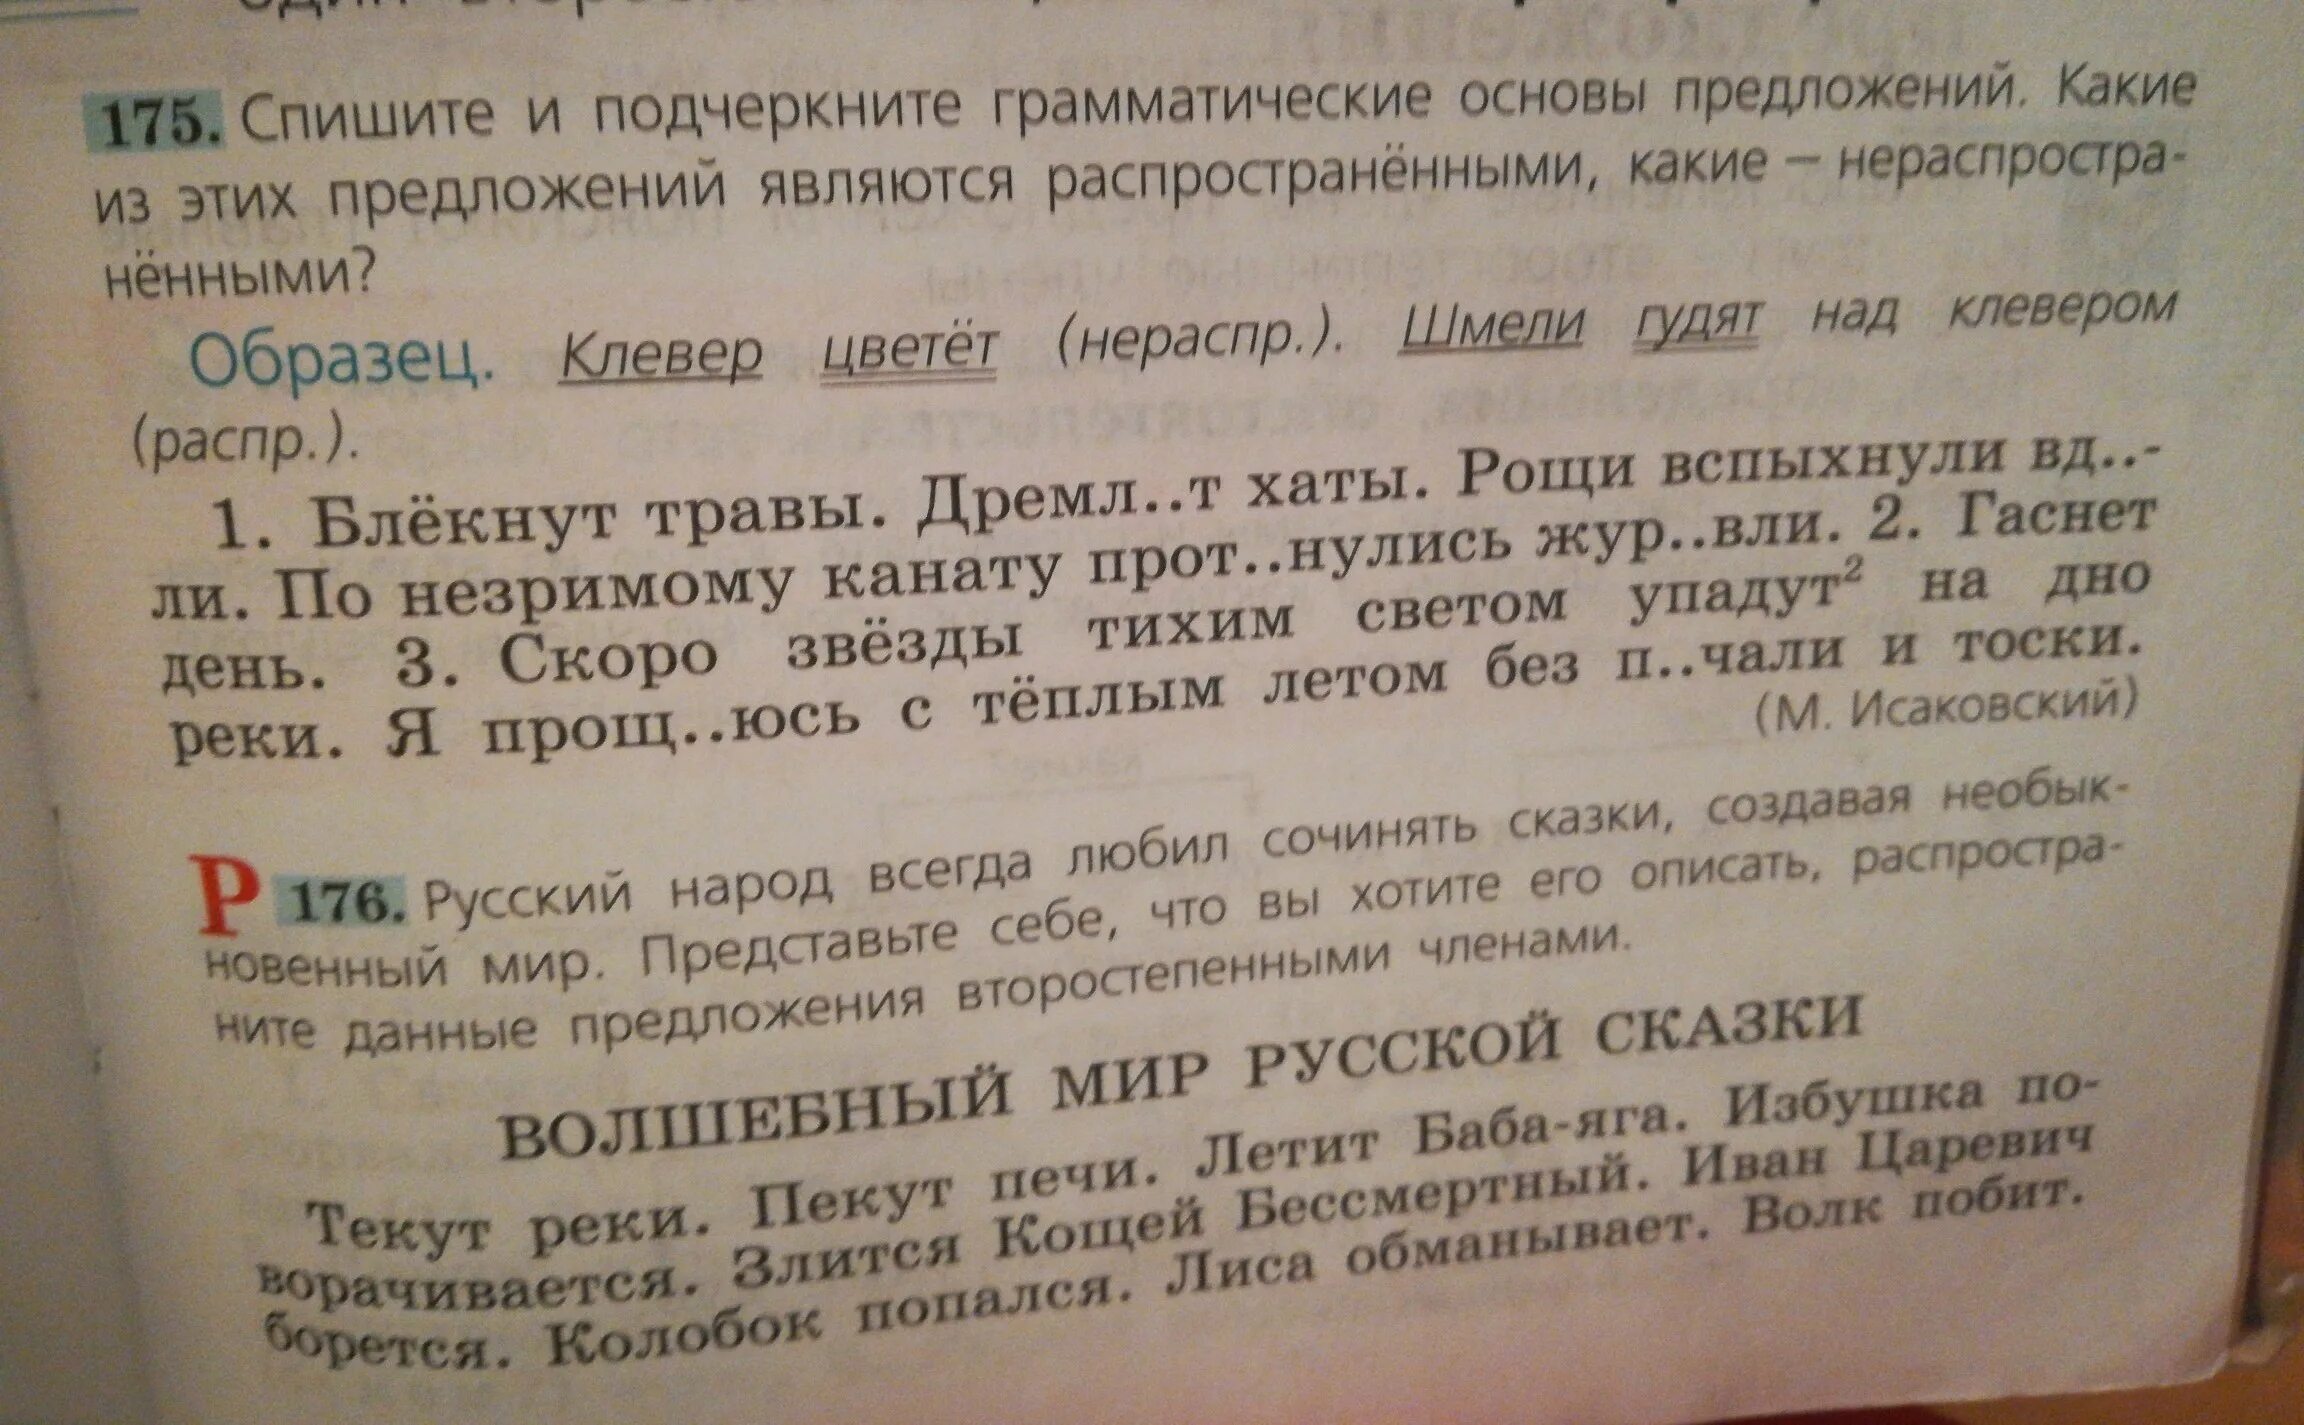 175. Спишите и подчеркните грамматические основы предложений. Какие
из этих предложений являются распространёнными, какие – нераспростра-
нёнными?
Образец. Клевер цветёт (нераспр.). Шмели гудят над клевером
(распр.).
1. Блёкнут травы. Дремл..т хаты. Рощи вспыхнули вд..-
ли. По незримому канату прот..нулись жур..вли. 2. Гаснет
день. 3. Скоро звёзды тихим светом упадут² на дно
реки. Я прощ..юсь с тёплым летом без п..чали и тоски.
(М. Исаковский)
Р 176. Русский народ всегда любил сочинять сказки, создавая необык-
новенный мир. Представьте себе, что вы хотите его описать, распростра-
ните данные предложения второстепенными членами.
ВОЛШЕБНЫЙ МИР РУССКОЙ СКАЗКИ
Текут реки. Пекут печи. Летит Баба-яга. Избушка по-
ворачивается. Злится Кощей Бессмертный. Иван Царевич
борется. Колобок попался. Лиса обманывает. Волк побит.